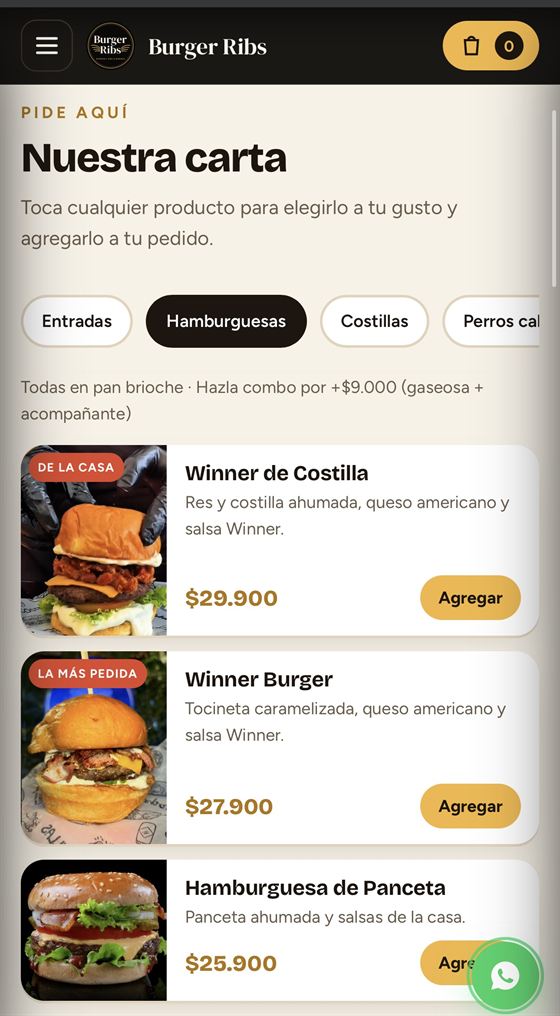 Burger
Ribs
Burger Ribs
0
PIDE AQUÍ
Nuestra carta
Toca cualquier producto para elegirlo a tu gusto y
agregarlo a tu pedido.
Entradas
Hamburguesas
Costillas
Perros cal
Todas en pan brioche · Hazla combo por +$9.000 (gaseosa +
acompañante)
DE LA CASA
Winner de Costilla
Res y costilla ahumada, queso americano y
salsa Winner.
$29.900
Agregar
LA MÁS PEDIDA
Winner Burger
Tocineta caramelizada, queso americano y
salsa Winner.
$27.900
Agregar
Hamburguesa de Panceta
Panceta ahumada y salsas de la casa.
$25.900
Agre